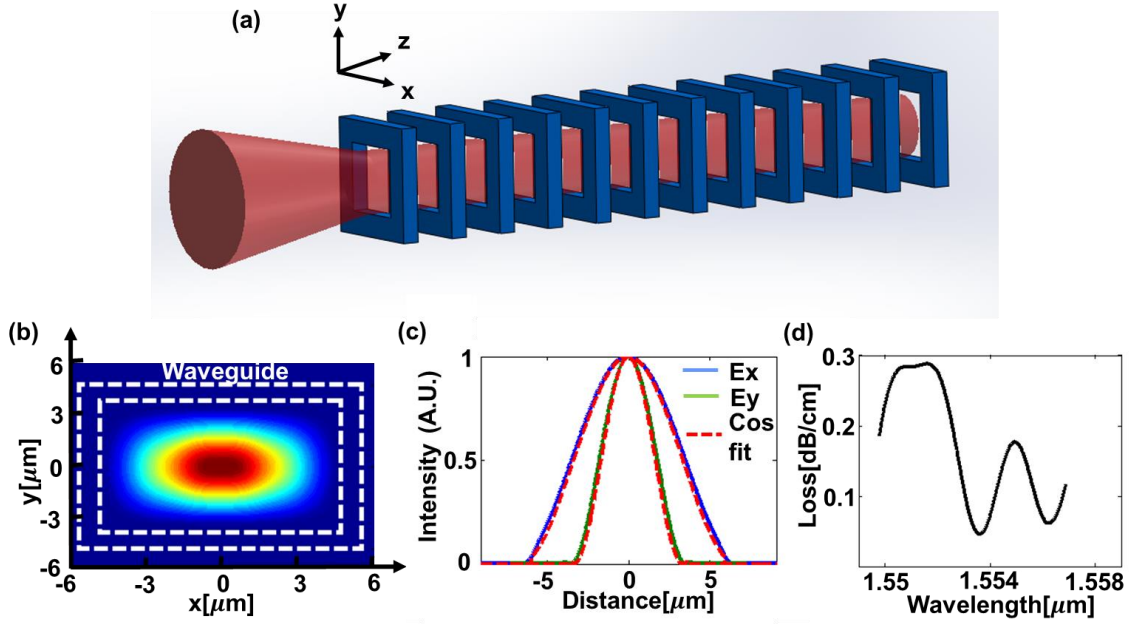 (a)
y
z
x
(b)
6
Waveguide
3
0
-3
-6
y[μm]
-6
-3
0
3
6
x[μm]
(c)
1
0.5
0
Intensity (A.U.)
Ex
Ey
Cos
fit
-5
0
5
Distance[μm]
(d)
0.3
0.2
0.1
Loss[dB/cm]
1.55
1.554
1.558
Wavelength[μm]